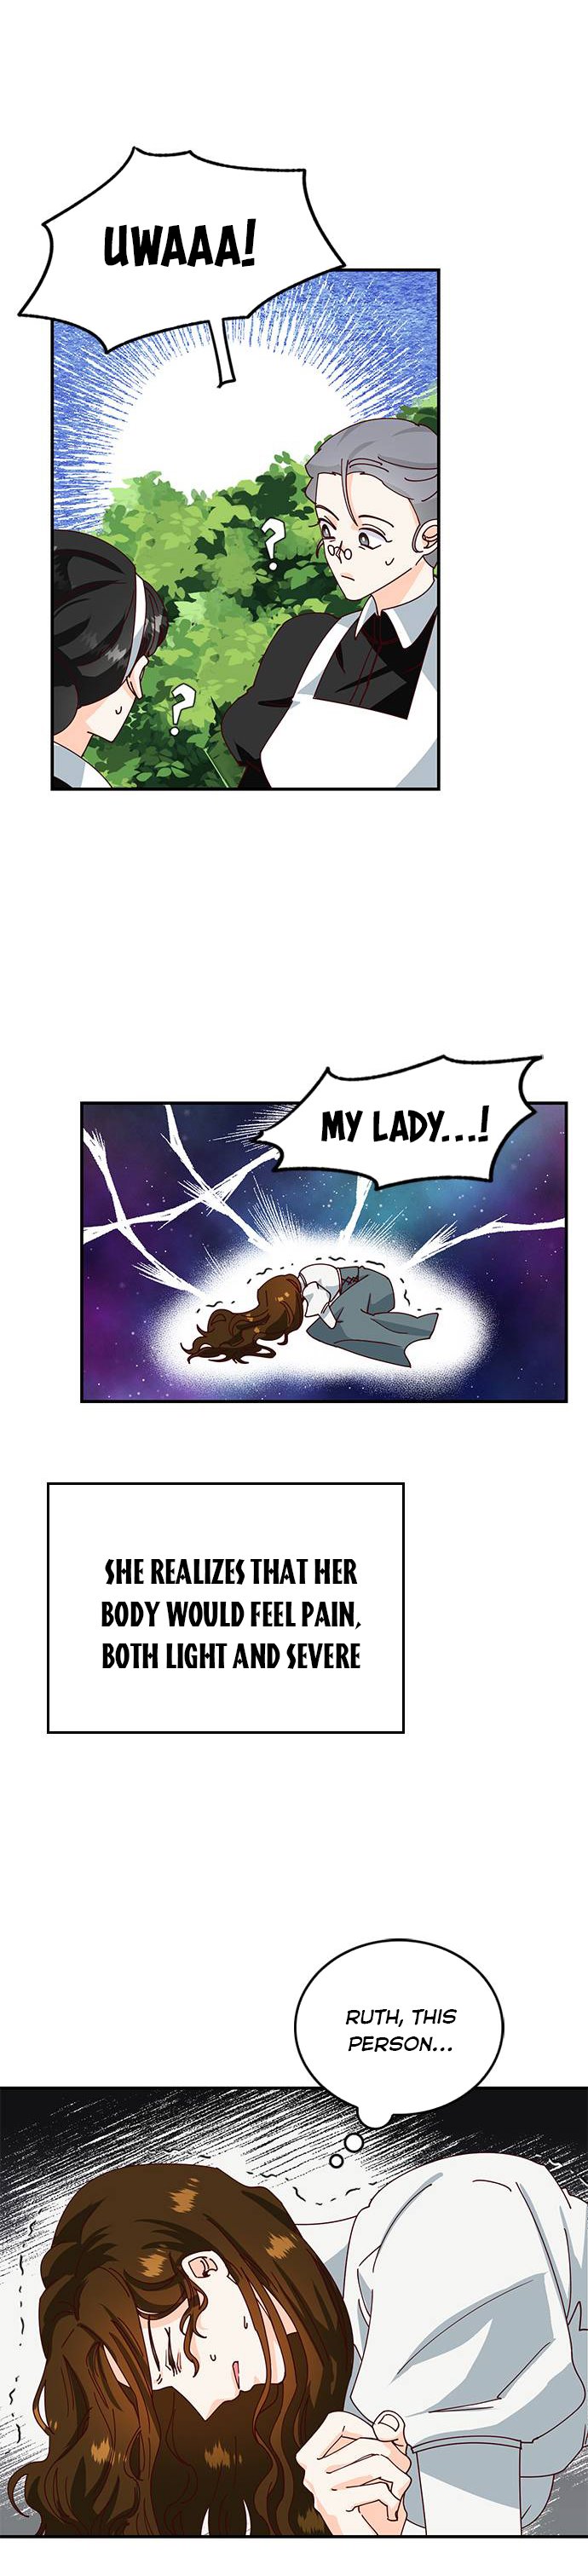 UWAAA!
?
?
MY LADY...!
SHE REALIZES THAT HER
BODY WOULD FEEL PAIN,
BOTH LIGHT AND SEVERE
RUTH, THIS
PERSON...